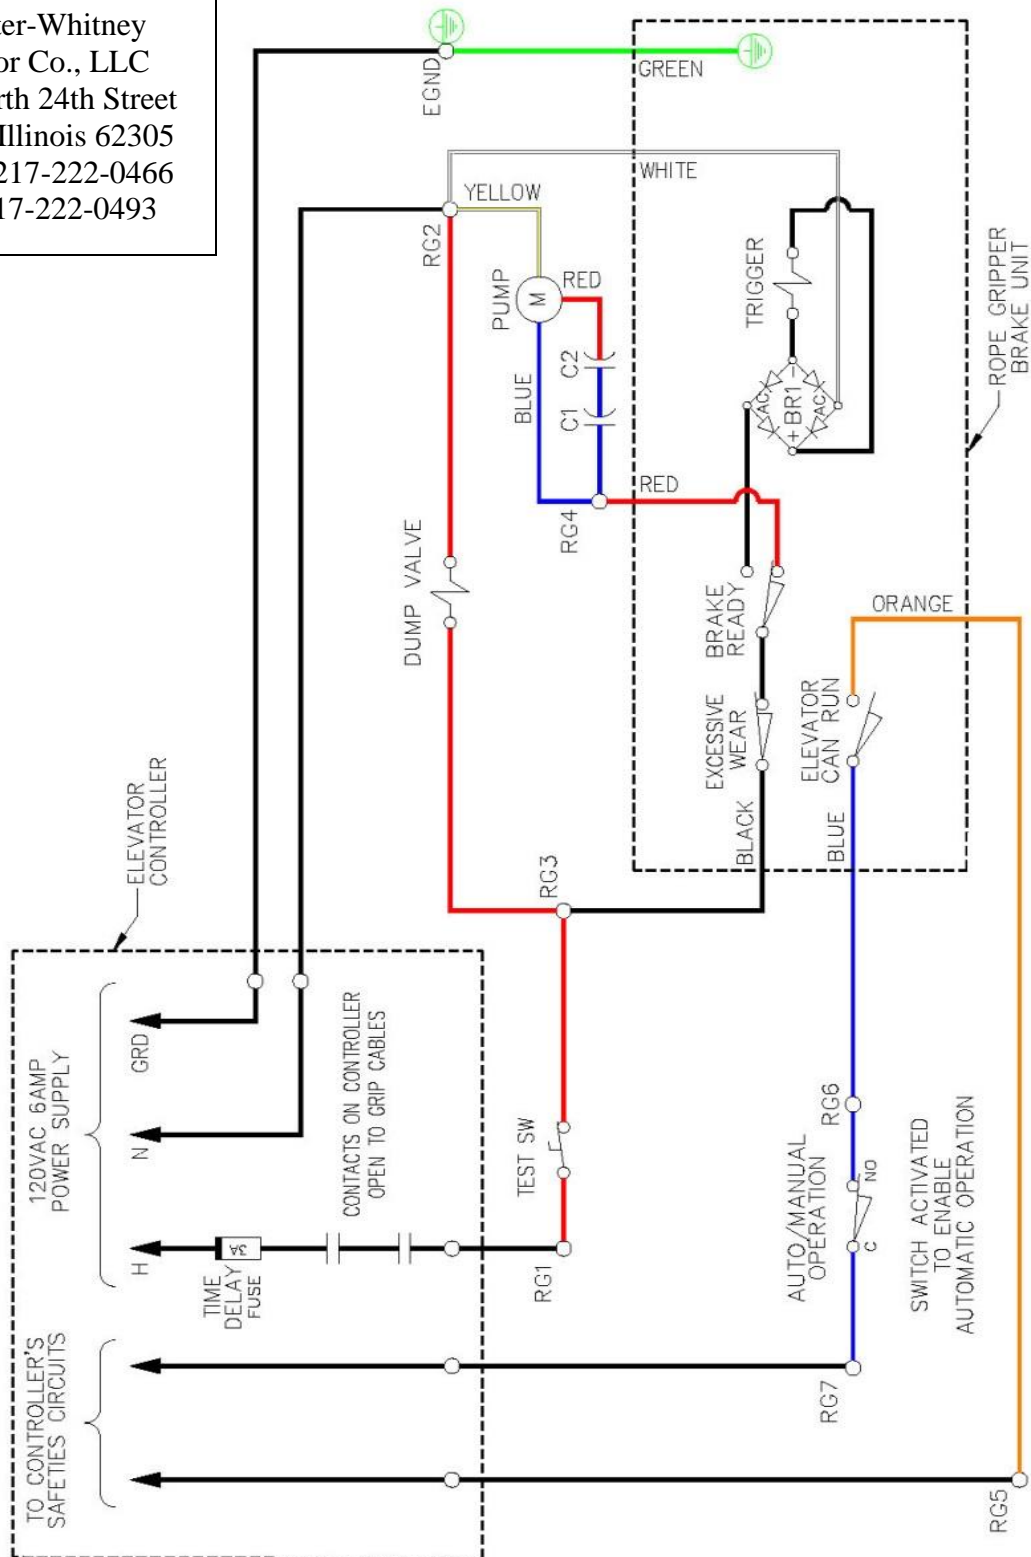 ter-Whitney
or Co., LLC
rth 24th Street
Illinois 62305
217-222-0466
17-222-0493
TO CONTROLLER'S
SAFETIES CIRCUITS
120VAC 6AMP
POWER SUPPLY
H
N
GRD
ELEVATOR
CONTROLLER
TIME
DELAY
FUSE
3A
CONTACTS ON CONTROLLER
OPEN TO GRIP CABLES
EGND
GREEN
RG2
YELLOW
WHITE
PUMP
M
RED
BLUE
C1
C2
RG4
RED
DUMP VALVE
RG1
TEST SW
RG3
BLACK
EXCESSIVE
WEAR
BRAKE
READY
TRIGGER
AC
+ BR1 -
AC
ROPE GRIPPER
BRAKE UNIT
RG7
AUTO/MANUAL
OPERATION
C
NO
RG6
BLUE
ELEVATOR
CAN RUN
ORANGE
SWITCH ACTIVATED
TO ENABLE
AUTOMATIC OPERATION
RG5